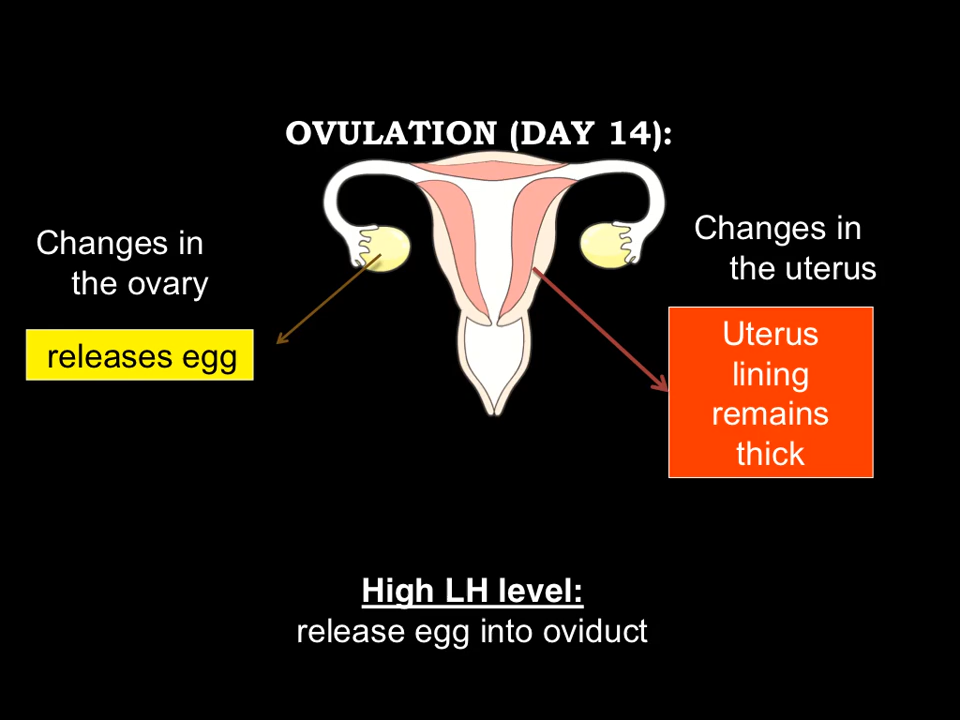 OVULATION (DAY 14):
Changes in
the ovary
releases egg
Changes in
the uterus
Uterus
lining
remains
thick
High LH level:
release egg into oviduct